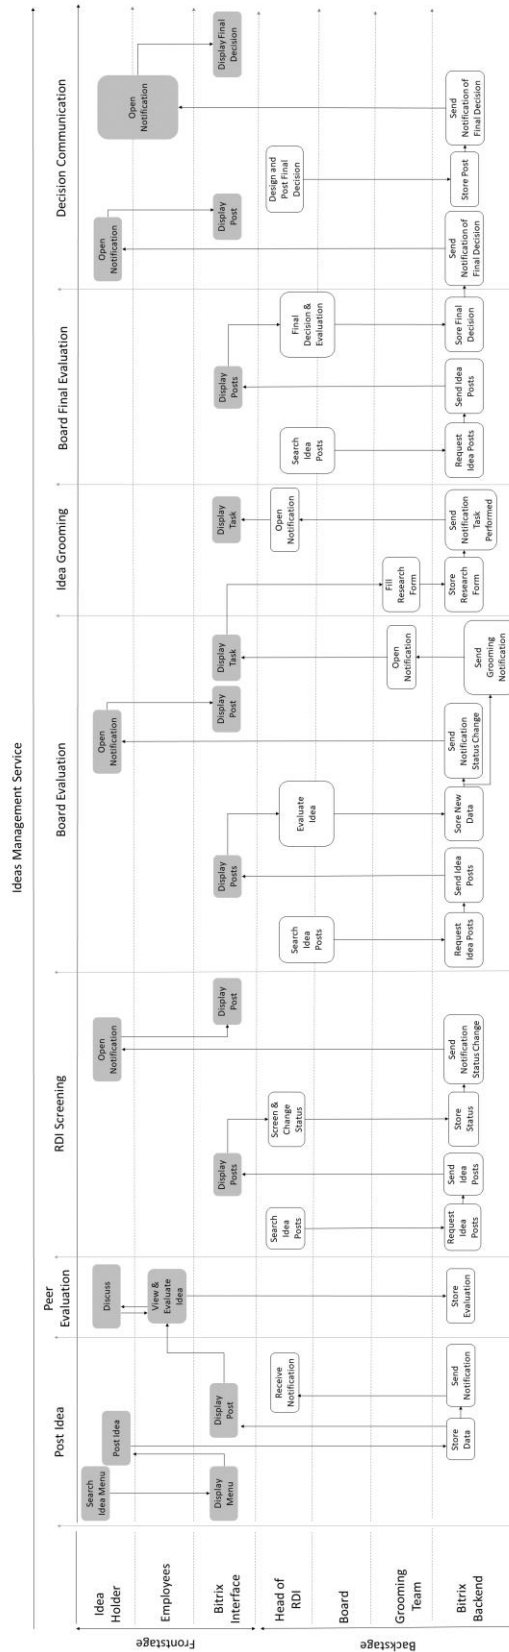 Ideas Management Service
Post Idea
Peer
Evaluation
RDI Screening
Board Evaluation
Idea Grooming
Board Final Evaluation
Decision Communication
Frontstage
Backstage
Idea
Holder
Search
Idea Menu
Post Idea
Discuss
Open
Notification
Open
Notification
Open
Notification
Open
Notification
Employees
View &
Evaluate
Idea
Bitrix
Interface
Display
Menu
Display
Post
Display
Posts
Display
Post
Display
Posts
Display
Post
Display
Task
Display
Task
Display
Posts
Display
Post
Display Final
Decision
Head of
RDI
Receive
Notification
Search
Idea
Posts
Screen &
Change
Status
Search
Idea
Posts
Evaluate
Idea
Open
Notification
Search
Idea
Posts
Final
Decision &
Evaluation
Design and
Post Final
Decision
Board
Grooming
Team
Open
Notification
Fill
Research
Form
Bitrix
Backend
Store
Data
Send
Notification
Store
Evaluation
Request
Idea
Posts
Send
Idea
Posts
Store
Status
Send
Notification
Status Change
Request
Idea Posts
Send Idea
Posts
Sore New
Data
Send
Notification
Status Change
Send
Grooming
Notification
Store
Research
Form
Send
Notification
Task
Performed
Request
Idea Posts
Send Idea
Posts
Sore Final
Decision
Send
Notification of
Final Decision
Store Post
Send
Notification of
Final Decision